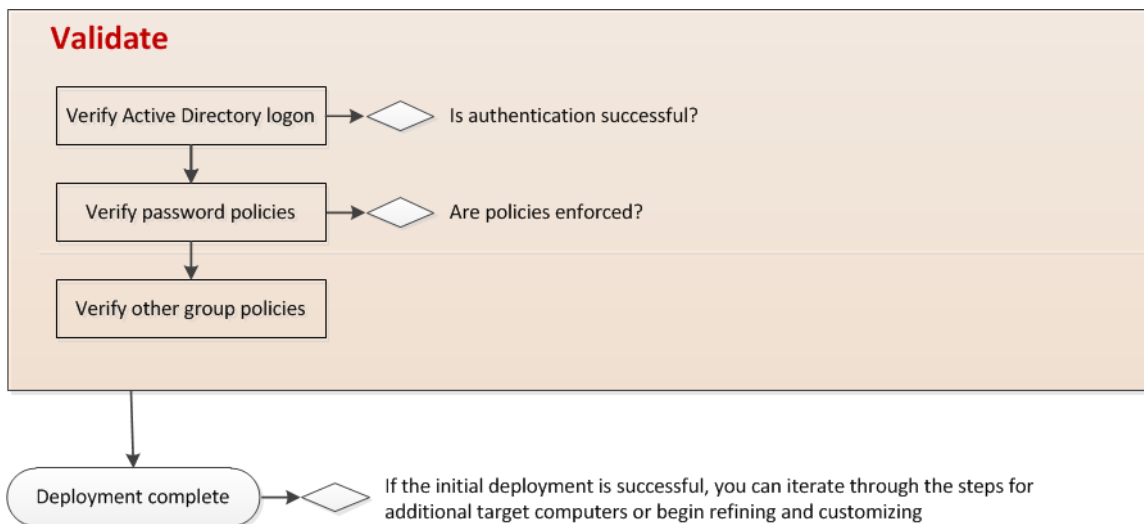 Validate
Verify Active Directory logon
Is authentication successful?
Verify password policies
Are policies enforced?
Verify other group policies
Deployment complete
If the initial deployment is successful, you can iterate through the steps for
additional target computers or begin refining and customizing